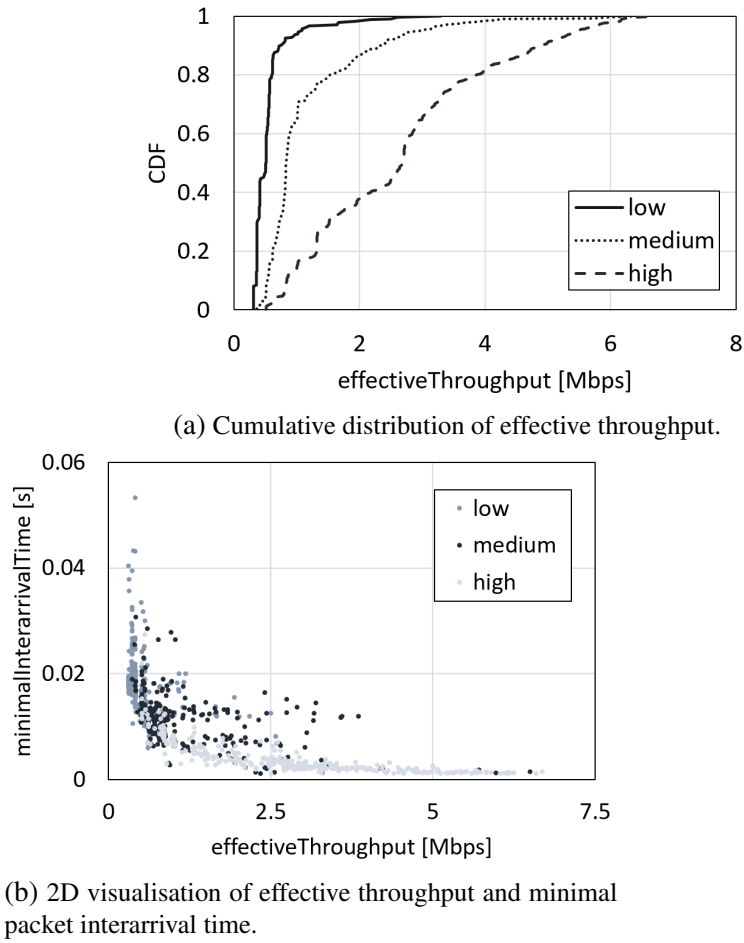 1
0.8
0.6
0.4
0.2
0
CDF
low
medium
high
0 2 4 6 8
effectiveThroughput [Mbps]
(a) Cumulative distribution of effective throughput.
0.06
0.04
0.02
0
minimalInterarrivalTime [s]
low
medium
high
0 2.5 5 7.5
effectiveThroughput [Mbps]
(b) 2D visualisation of effective throughput and minimal
packet interarrival time.